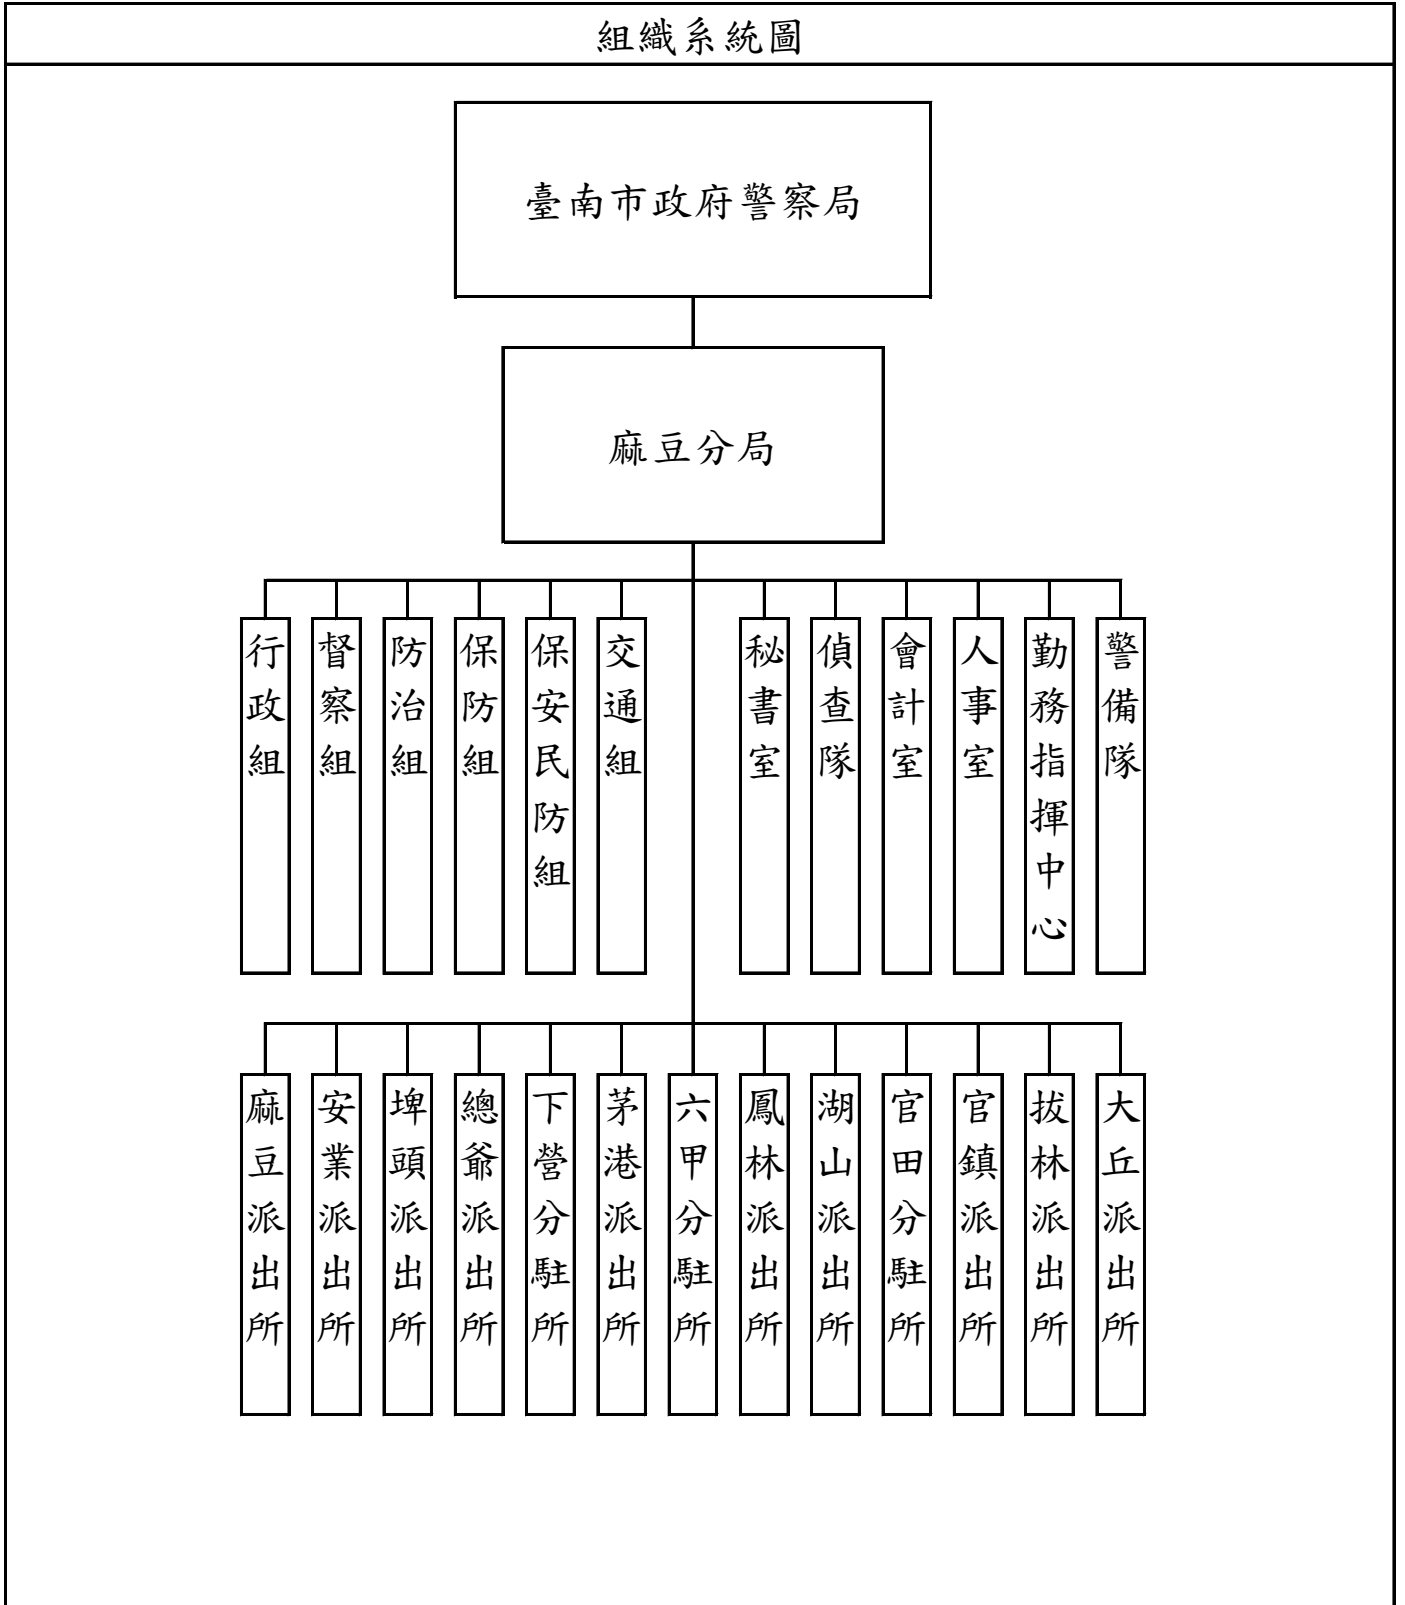 組織系統圖
臺南市政府警察局
麻豆分局
行政組
督察組
防治組
保防組
保安民防組
交通組
秘書室
偵查隊
會計室
人事室
勤務指揮中心
警備隊
麻豆派出所
安業派出所
埤頭派出所
總爺派出所
下營分駐所
茅港派出所
六甲分駐所
鳳林派出所
湖山派出所
官田分駐所
官鎮派出所
拔林派出所
大丘派出所